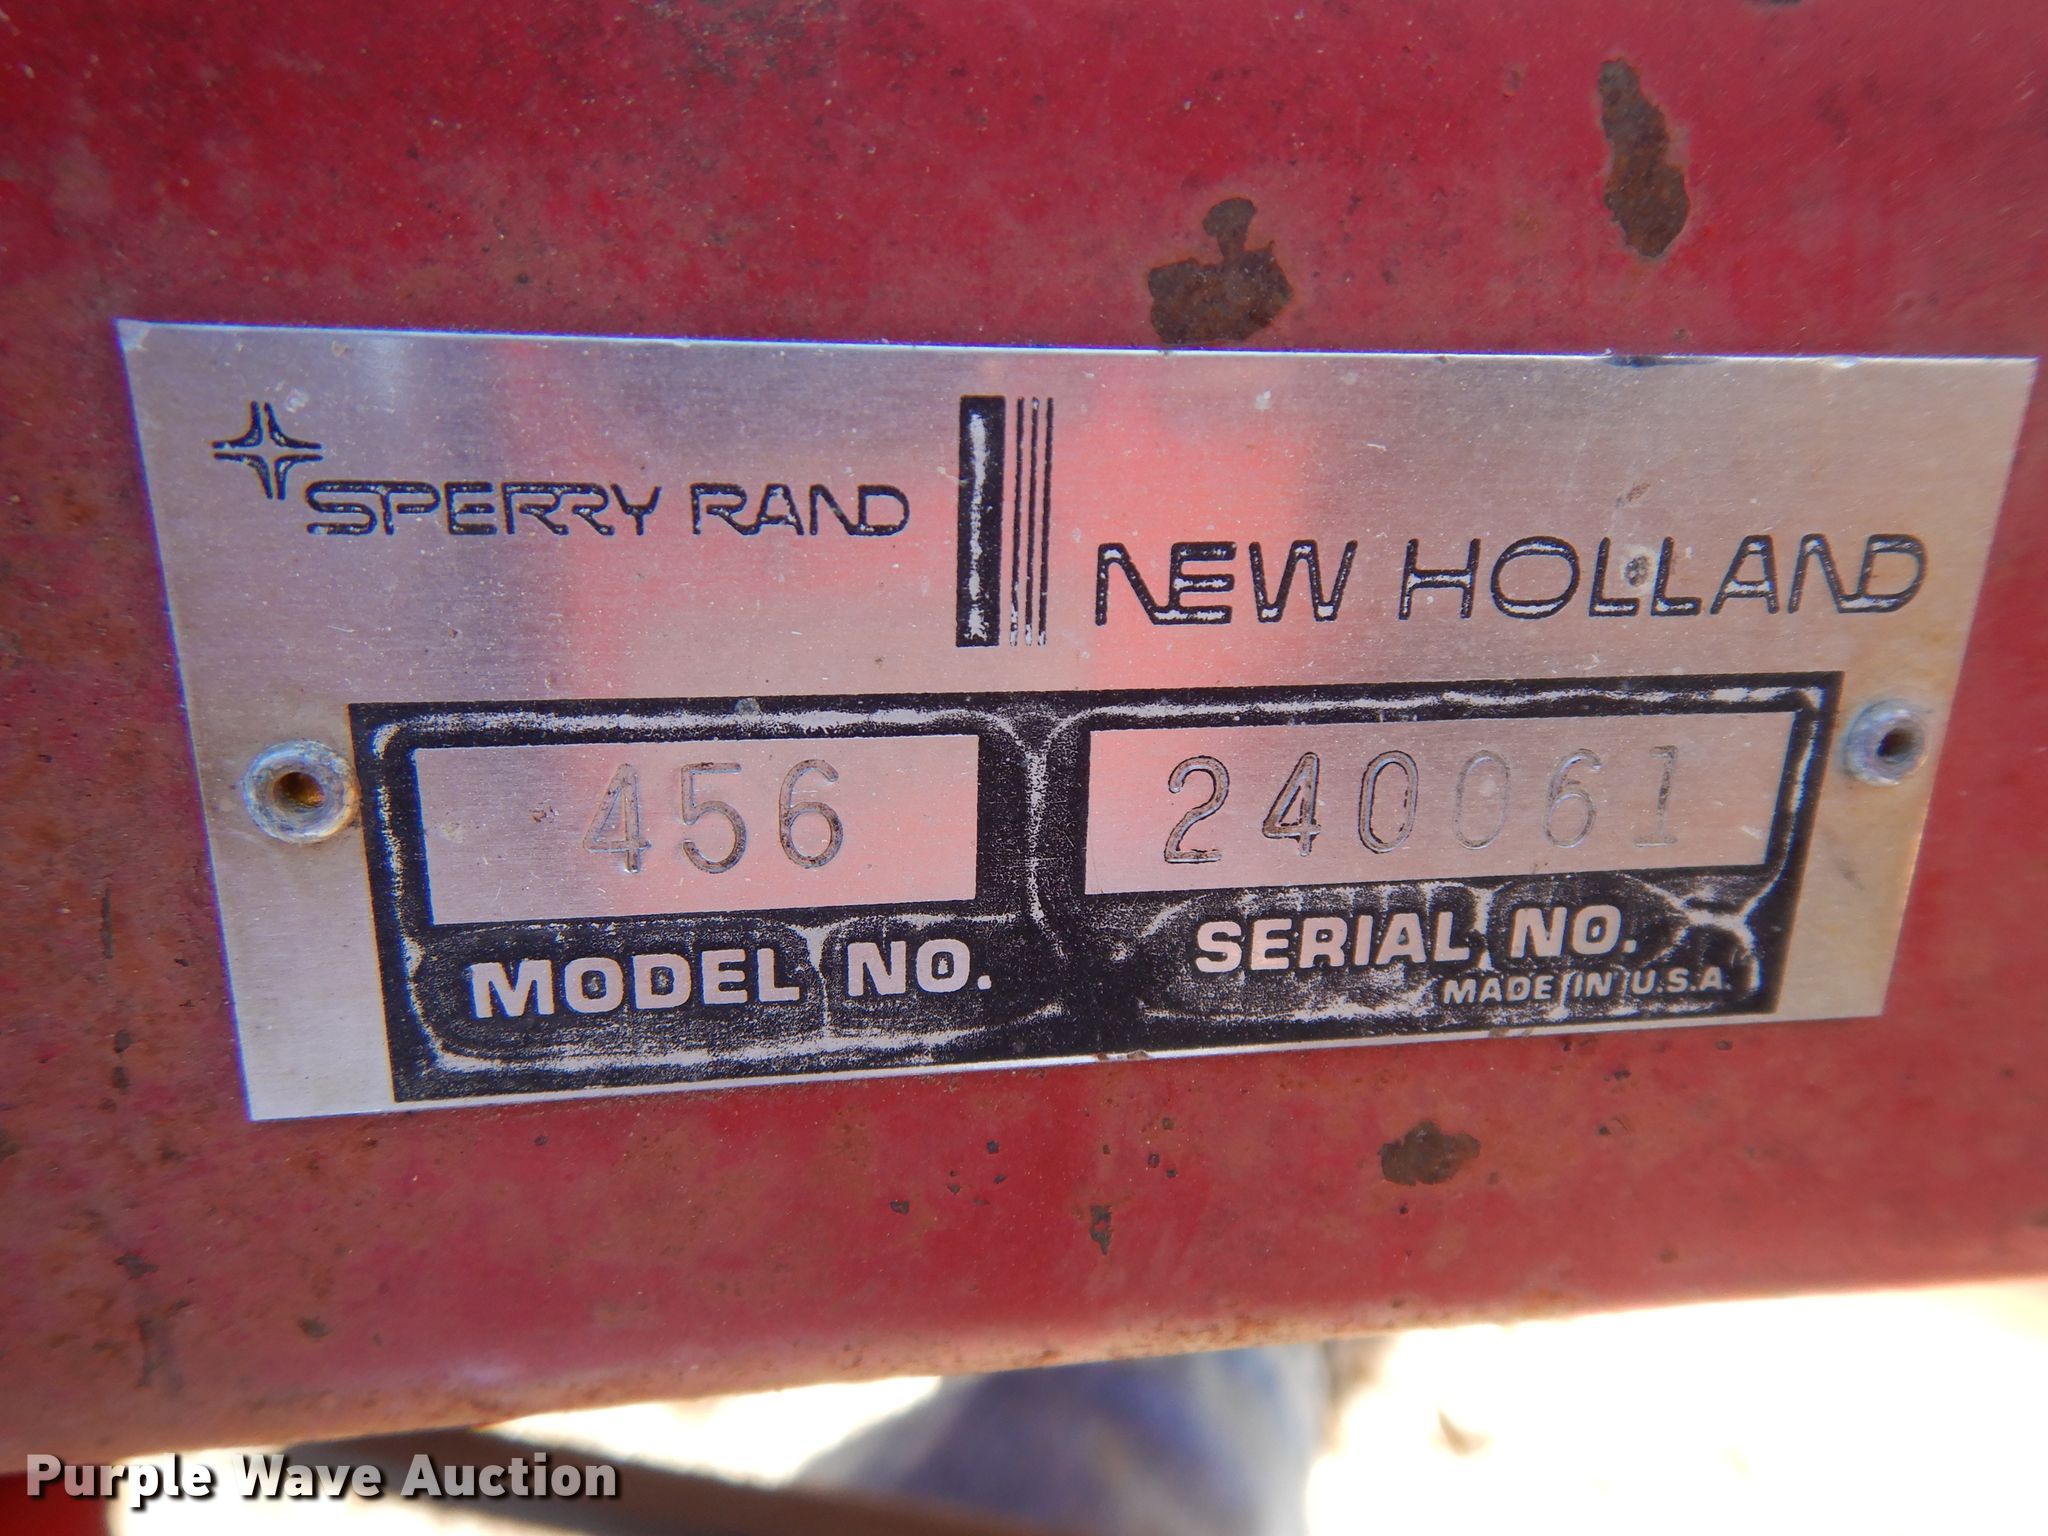 SPERRY RAND
NEW HOLLAND
456
240061
MODEL NO.
SERIAL NO.
MADE IN U.S.A.
Purple Wave Auction